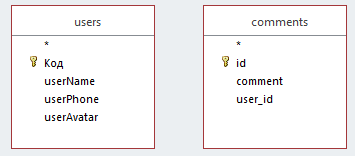 users
*
Код
userName
userPhone
userAvatar
comments
*
id
comment
user_id